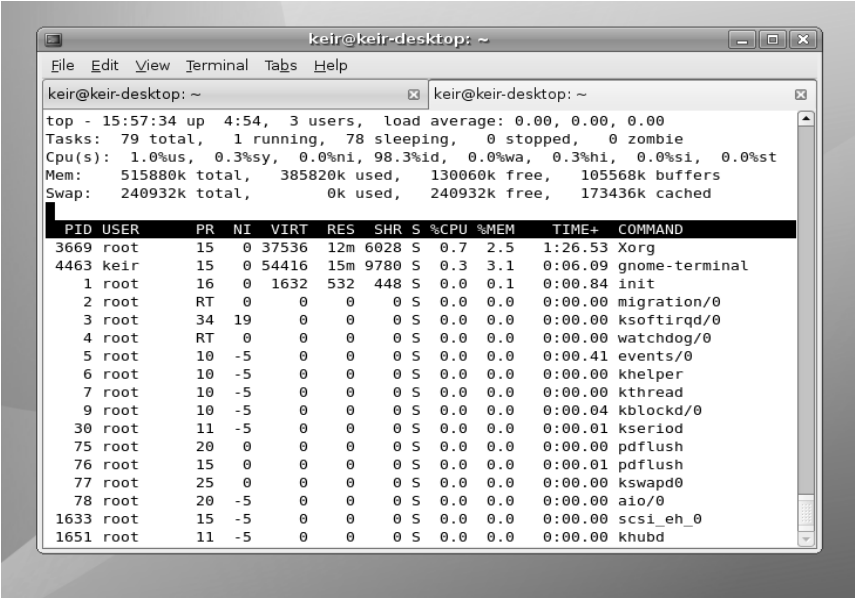 keir@keir-desktop: ~
File Edit View Terminal Tabs Help
keir@keir-desktop: ~ keir@keir-desktop: ~
top - 15:57:34 up  4:54,  3 users,  load average: 0.00, 0.00, 0.00
Tasks:  79 total,   1 running,  78 sleeping,   0 stopped,   0 zombie
Cpu(s):  1.0%us,  0.3%sy,  0.0%ni, 98.3%id,  0.0%wa,  0.3%hi,  0.0%si,  0.0%st
Mem:    515880k total,   385820k used,   130060k free,   105568k buffers
Swap:   240932k total,        0k used,   240932k free,   173436k cached
PID USER      PR  NI  VIRT  RES  SHR S %CPU %MEM    TIME+  COMMAND
3669 root      15   0 37536  12m 6028 S  0.7  2.5   1:26.53 Xorg
4463 keir      15   0 54416  15m 9780 S  0.3  3.1   0:06.09 gnome-terminal
1 root      16   0  1632  532  448 S  0.0  0.1   0:00.84 init
2 root      RT   0     0    0    0 S  0.0  0.0   0:00.00 migration/0
3 root      34  19     0    0    0 S  0.0  0.0   0:00.00 ksoftirqd/0
4 root      RT   0     0    0    0 S  0.0  0.0   0:00.00 watchdog/0
5 root      10  -5     0    0    0 S  0.0  0.0   0:00.41 events/0
6 root      10  -5     0    0    0 S  0.0  0.0   0:00.00 khelper
7 root      10  -5     0    0    0 S  0.0  0.0   0:00.00 kthread
9 root      10  -5     0    0    0 S  0.0  0.0   0:00.04 kblockd/0
30 root      11  -5     0    0    0 S  0.0  0.0   0:00.01 kseriod
75 root      20   0     0    0    0 S  0.0  0.0   0:00.00 pdflush
76 root      15   0     0    0    0 S  0.0  0.0   0:00.01 pdflush
77 root      25   0     0    0    0 S  0.0  0.0   0:00.00 kswapd0
78 root      20  -5     0    0    0 S  0.0  0.0   0:00.00 aio/0
1633 root      15  -5     0    0    0 S  0.0  0.0   0:00.00 scsi_eh_0
1651 root      11  -5     0    0    0 S  0.0  0.0   0:00.00 khubd